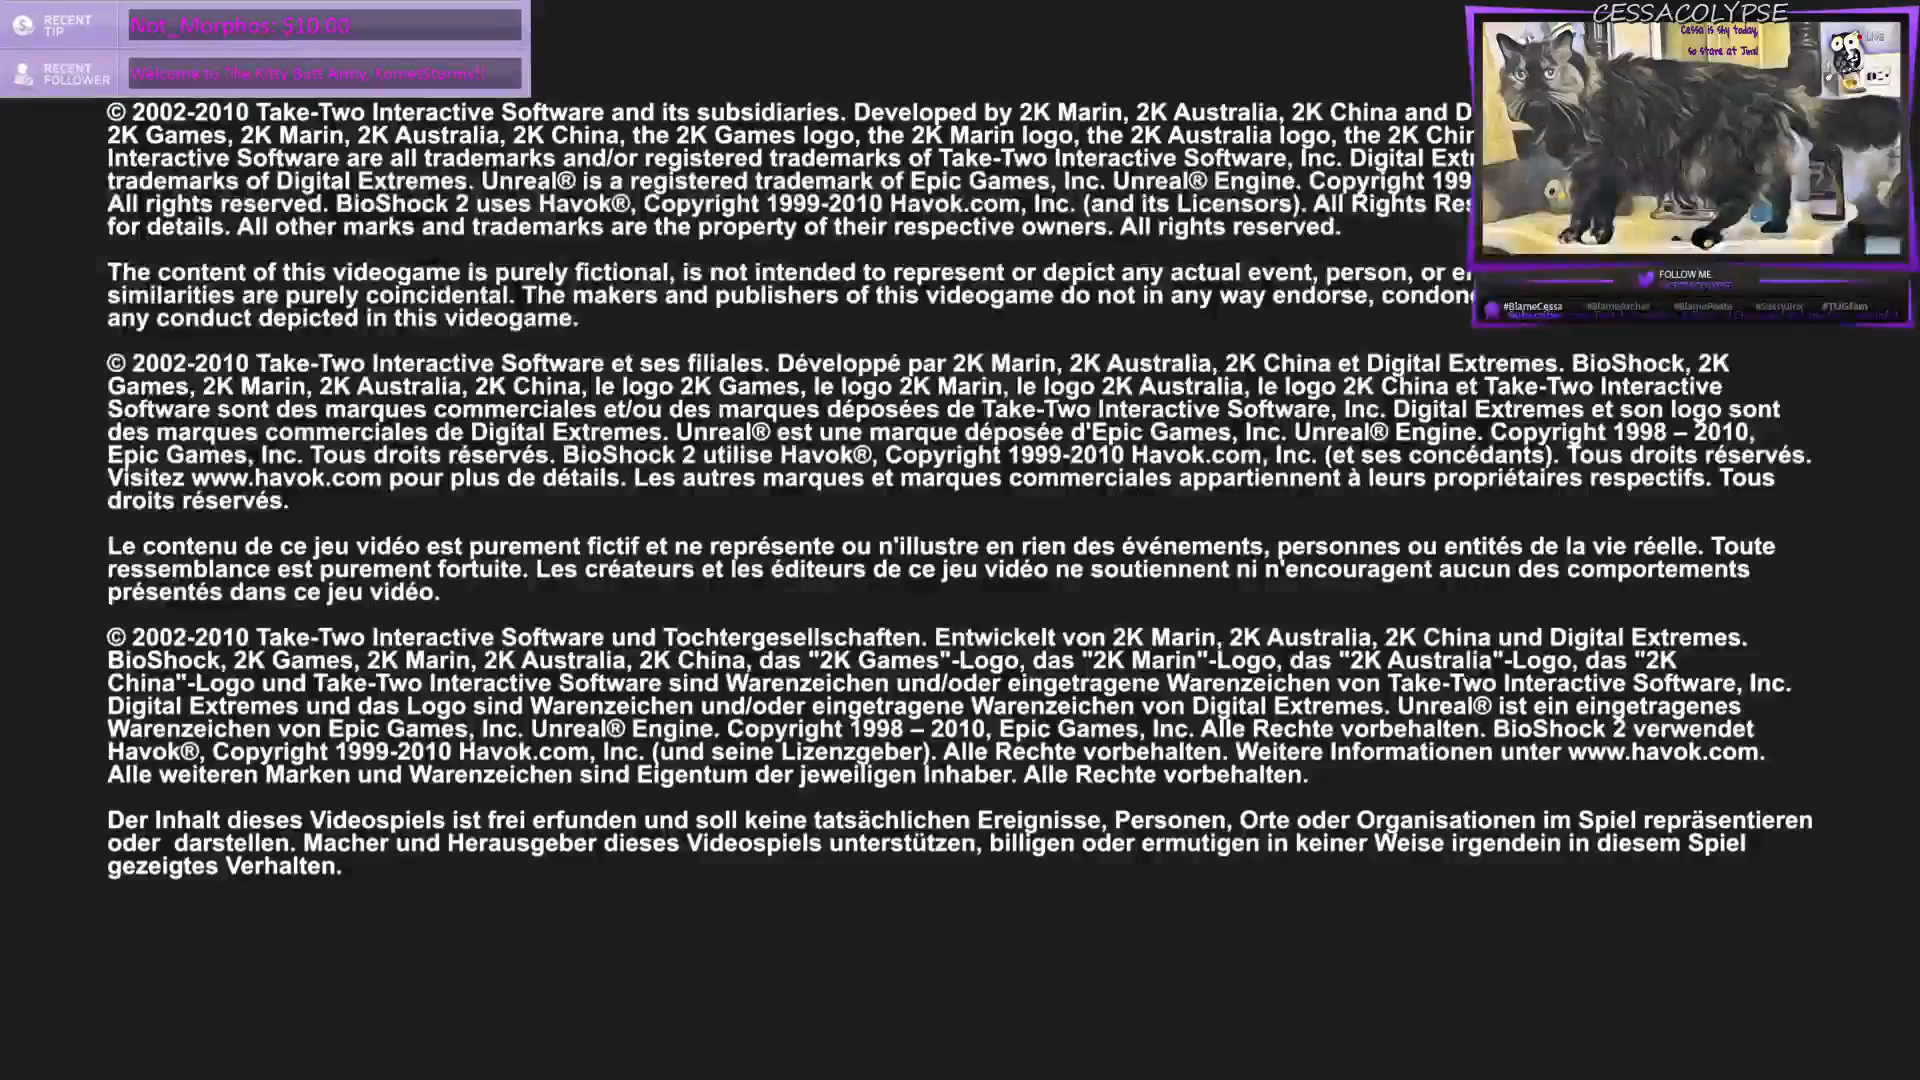 RECENT
TIP
Not_Morphos: $10.00
RECENT
FOLLOWER
Welcome to The Kitty Butt Army, KometStorms!!
CESSACOLYPSE
Cessa is shy today,
so stare at Jinx!
LIVE
© 2002-2010 Take-Two Interactive Software and its subsidiaries. Developed by 2K Marin, 2K Australia, 2K China and D
2K Games, 2K Marin, 2K Australia, 2K China, the 2K Games logo, the 2K Marin logo, the 2K Australia logo, the 2K Chin
Interactive Software are all trademarks and/or registered trademarks of Take-Two Interactive Software, Inc. Digital Extr
trademarks of Digital Extremes. Unreal® is a registered trademark of Epic Games, Inc. Unreal® Engine. Copyright 199
All rights reserved. BioShock 2 uses Havok®, Copyright 1999-2010 Havok.com, Inc. (and its Licensors). All Rights Res
for details. All other marks and trademarks are the property of their respective owners. All rights reserved.
The content of this videogame is purely fictional, is not intended to represent or depict any actual event, person, or en
similarities are purely coincidental. The makers and publishers of this videogame do not in any way endorse, condone
any conduct depicted in this videogame.
FOLLOW ME
#BlameCessa #BlameArcher #BlamePeete #SassyJinx #TUGfam
© 2002-2010 Take-Two Interactive Software et ses filiales. Développé par 2K Marin, 2K Australia, 2K China et Digital Extremes. BioShock, 2K
Games, 2K Marin, 2K Australia, 2K China, le logo 2K Games, le logo 2K Marin, le logo 2K Australia, le logo 2K China et Take-Two Interactive
Software sont des marques commerciales et/ou des marques déposées de Take-Two Interactive Software, Inc. Digital Extremes et son logo sont
des marques commerciales de Digital Extremes. Unreal® est une marque déposée d'Epic Games, Inc. Unreal® Engine. Copyright 1998 – 2010,
Epic Games, Inc. Tous droits réservés. BioShock 2 utilise Havok®, Copyright 1999-2010 Havok.com, Inc. (et ses concédants). Tous droits réservés.
Visitez www.havok.com pour plus de détails. Les autres marques et marques commerciales appartiennent à leurs propriétaires respectifs. Tous
droits réservés.
Le contenu de ce jeu vidéo est purement fictif et ne représente ou n'illustre en rien des événements, personnes ou entités de la vie réelle. Toute
ressemblance est purement fortuite. Les créateurs et les éditeurs de ce jeu vidéo ne soutiennent ni n'encouragent aucun des comportements
présentés dans ce jeu vidéo.
© 2002-2010 Take-Two Interactive Software und Tochtergesellschaften. Entwickelt von 2K Marin, 2K Australia, 2K China und Digital Extremes.
BioShock, 2K Games, 2K Marin, 2K Australia, 2K China, das "2K Games"-Logo, das "2K Marin"-Logo, das "2K Australia"-Logo, das "2K
China"-Logo und Take-Two Interactive Software sind Warenzeichen und/oder eingetragene Warenzeichen von Take-Two Interactive Software, Inc.
Digital Extremes und das Logo sind Warenzeichen und/oder eingetragene Warenzeichen von Digital Extremes. Unreal® ist ein eingetragenes
Warenzeichen von Epic Games, Inc. Unreal® Engine. Copyright 1998 – 2010, Epic Games, Inc. Alle Rechte vorbehalten. BioShock 2 verwendet
Havok®, Copyright 1999-2010 Havok.com, Inc. (und seine Lizenzgeber). Alle Rechte vorbehalten. Weitere Informationen unter www.havok.com.
Alle weiteren Marken und Warenzeichen sind Eigentum der jeweiligen Inhaber. Alle Rechte vorbehalten.
Der Inhalt dieses Videospiels ist frei erfunden und soll keine tatsächlichen Ereignisse, Personen, Orte oder Organisationen im Spiel repräsentieren
oder darstellen. Macher und Herausgeber dieses Videospiels unterstützen, billigen oder ermutigen in keiner Weise irgendein in diesem Spiel
gezeigtes Verhalten.